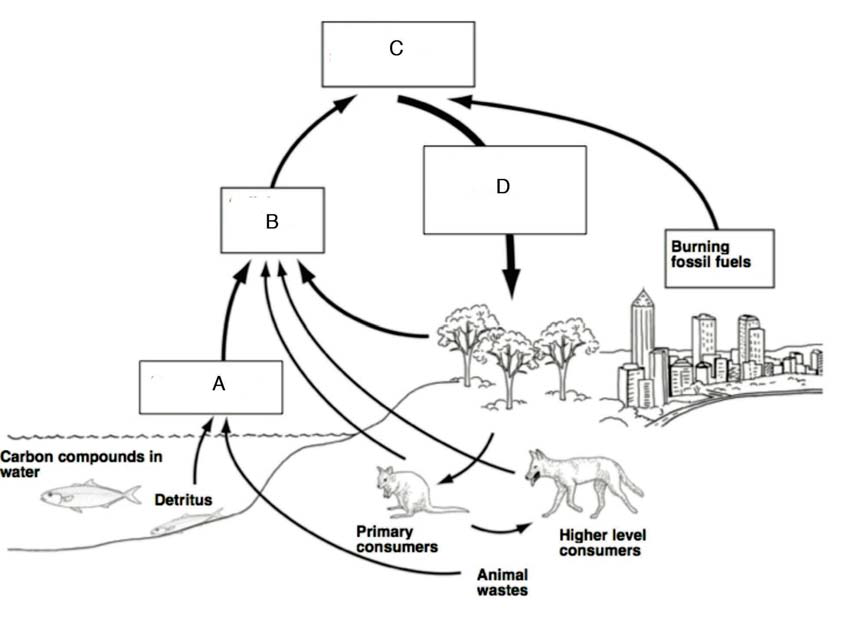 C
D
B
Burning
fossil fuels
A
Carbon compounds in
water
Detritus
Primary
consumers
Higher level
consumers
Animal
wastes